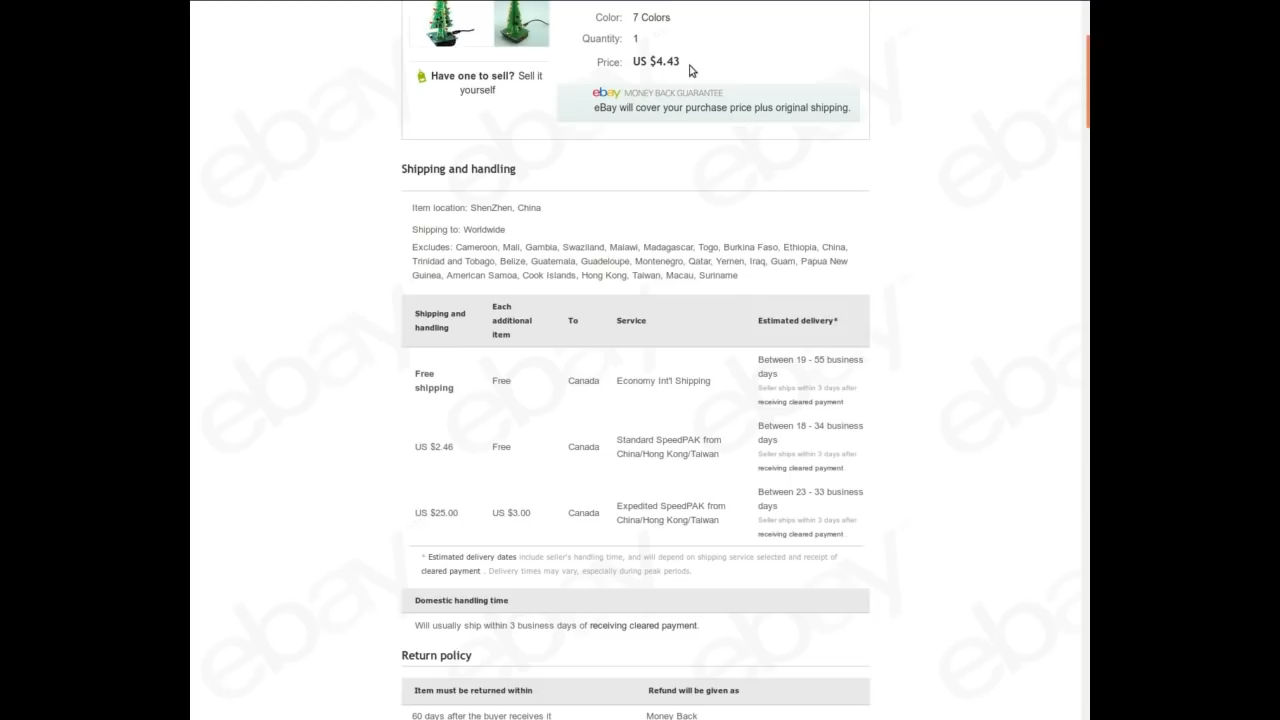 Color: 7 Colors
Quantity: 1
Price: US $4.43
Have one to sell? Sell it
yourself
ebay MONEY BACK GUARANTEE
eBay will cover your purchase price plus original shipping.
Shipping and handling
Item location: ShenZhen, China
Shipping to: Worldwide
Excludes: Cameroon, Mali, Gambia, Swaziland, Malawi, Madagascar, Togo, Burkina Faso, Ethiopia, China,
Trinidad and Tobago, Belize, Guatemala, Guadeloupe, Montenegro, Qatar, Yemen, Iraq, Guam, Papua New
Guinea, American Samoa, Cook Islands, Hong Kong, Taiwan, Macau, Suriname
Shipping and
handling
Each
additional
item
To
Service
Estimated delivery*
Free
shipping
Free
Canada
Economy Int'l Shipping
Between 19 - 55 business
days
Seller ships within 3 days after
receiving cleared payment
US $2.46
Free
Canada
Standard SpeedPAK from
China/Hong Kong/Taiwan
Between 18 - 34 business
days
Seller ships within 3 days after
receiving cleared payment
US $25.00
US $3.00
Canada
Expedited SpeedPAK from
China/Hong Kong/Taiwan
Between 23 - 33 business
days
Seller ships within 3 days after
receiving cleared payment
* Estimated delivery dates include seller's handling time, and will depend on shipping service selected and receipt of
cleared payment . Delivery times may vary, especially during peak periods.
Domestic handling time
Will usually ship within 3 business days of receiving cleared payment.
Return policy
Item must be returned within
Refund will be given as
60 days after the buyer receives it
Money Back